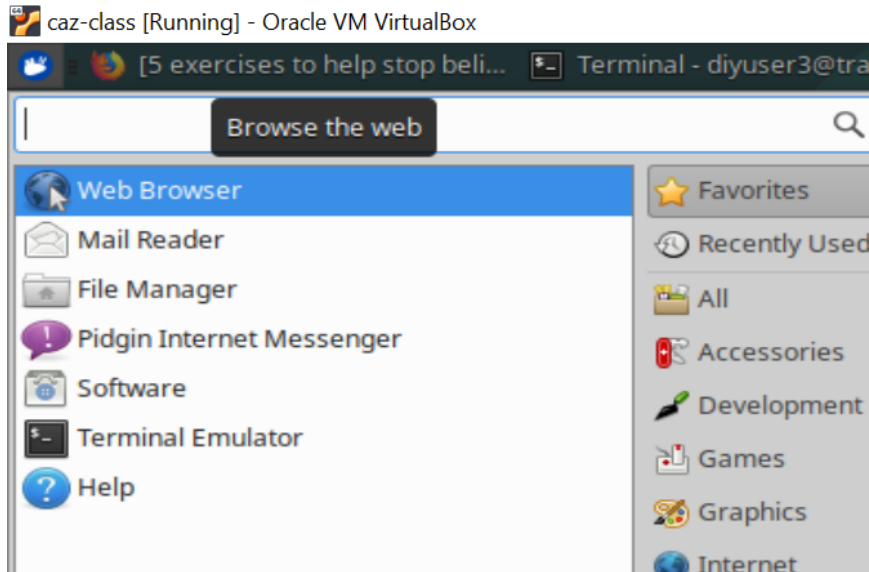 caz-class [Running] - Oracle VM VirtualBox
[5 exercises to help stop beli... Terminal - diyuser3@tra
Browse the web
Web Browser
Mail Reader
File Manager
Pidgin Internet Messenger
Software
Terminal Emulator
Help
Favorites
Recently Used
All
Accessories
Development
Games
Graphics
Internet